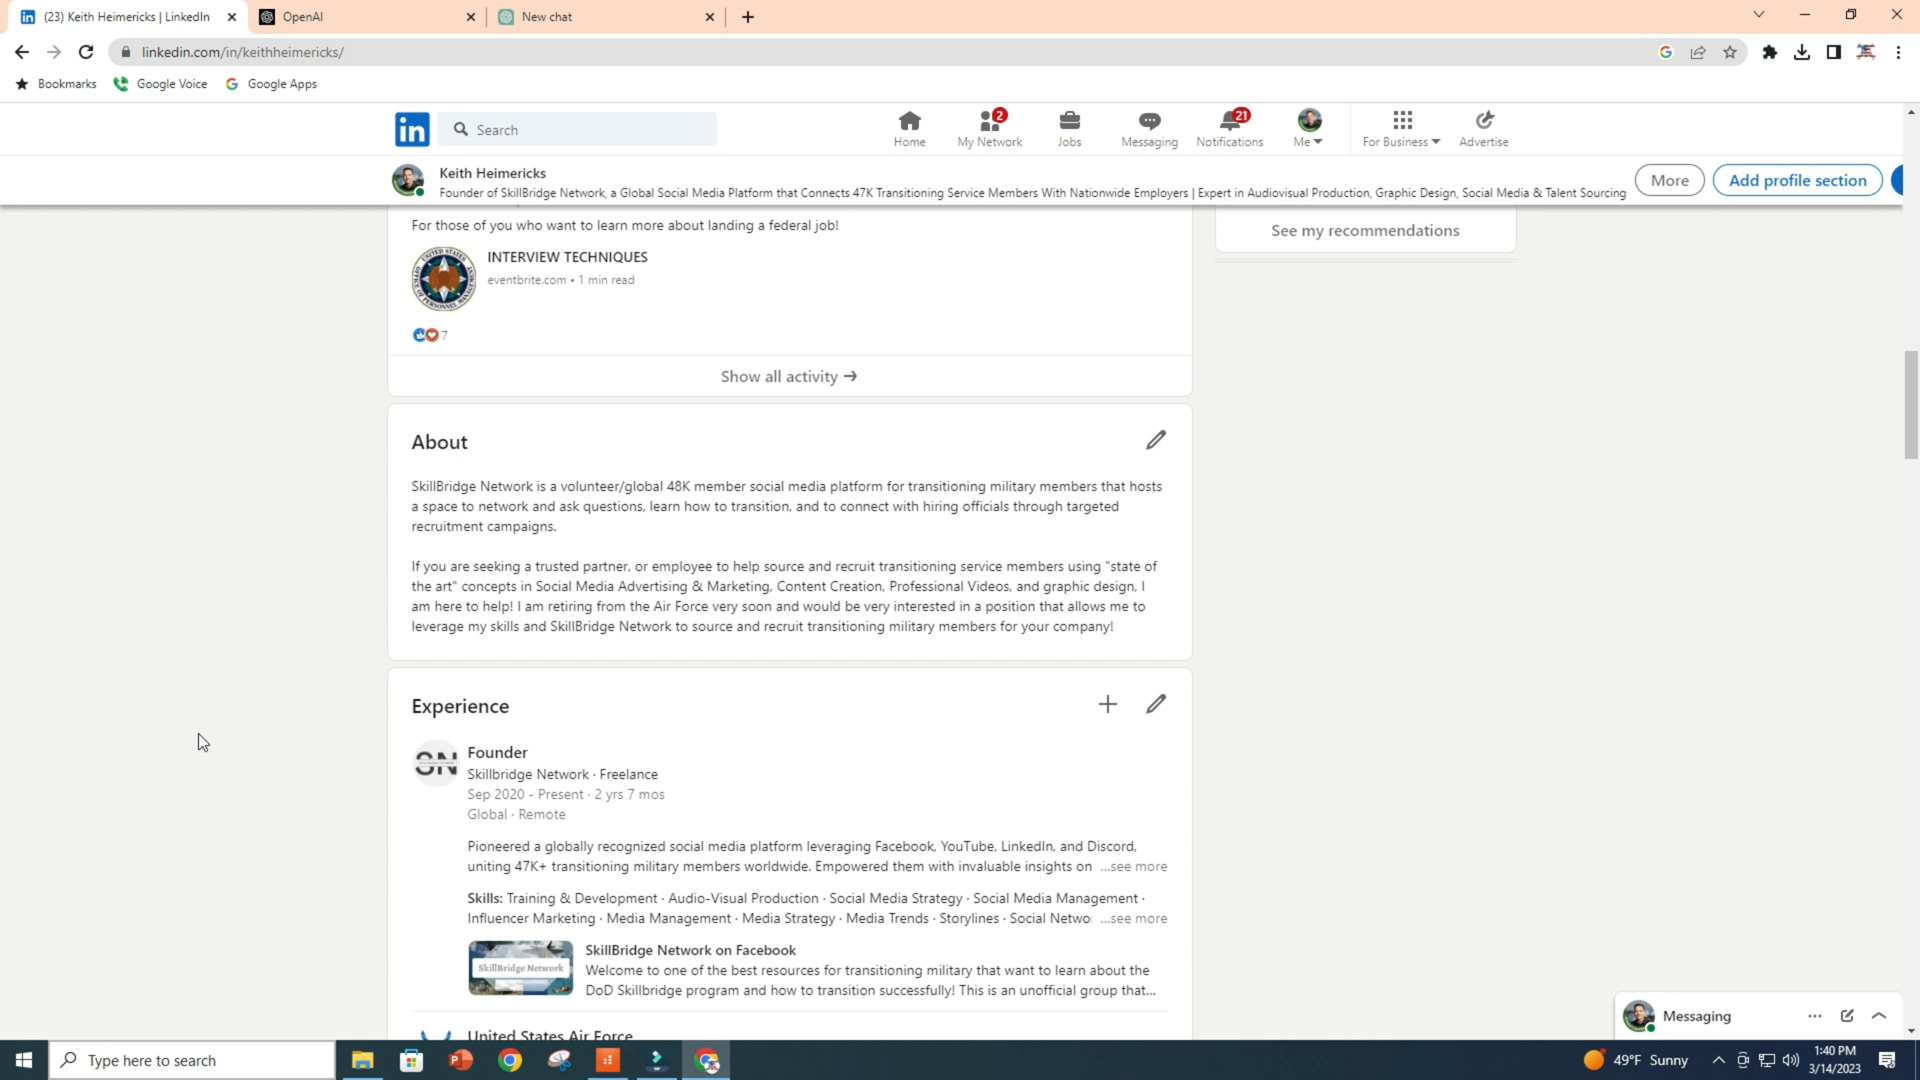 (23) Keith Heimericks | LinkedIn
OpenAI
New chat
linkedin.com/in/keithheimericks/
Bookmarks
Google Voice
Google Apps
in
Search
Home
2
My Network
Jobs
Messaging
21
Notifications
Me
For Business
Advertise
Keith Heimericks
Founder of SkillBridge Network, a Global Social Media Platform that Connects 47K Transitioning Service Members With Nationwide Employers | Expert in Audiovisual Production, Graphic Design, Social Media & Talent Sourcing
More
Add profile section
For those of you who want to learn more about landing a federal job!
See my recommendations
INTERVIEW TECHNIQUES
eventbrite.com • 1 min read
7
Show all activity →
About
SkillBridge Network is a volunteer/global 48K member social media platform for transitioning military members that hosts
a space to network and ask questions, learn how to transition, and to connect with hiring officials through targeted
recruitment campaigns.
If you are seeking a trusted partner, or employee to help source and recruit transitioning service members using "state of
the art" concepts in Social Media Advertising & Marketing, Content Creation, Professional Videos, and graphic design, I
am here to help! I am retiring from the Air Force very soon and would be very interested in a position that allows me to
leverage my skills and SkillBridge Network to source and recruit transitioning military members for your company!
Experience
SN
Founder
Skillbridge Network · Freelance
Sep 2020 - Present · 2 yrs 7 mos
Global · Remote
Pioneered a globally recognized social media platform leveraging Facebook, YouTube, LinkedIn, and Discord,
uniting 47K+ transitioning military members worldwide. Empowered them with invaluable insights on ...see more
Skills: Training & Development · Audio-Visual Production · Social Media Strategy · Social Media Management ·
Influencer Marketing · Media Management · Media Strategy · Media Trends · Storylines · Social Netwo ...see more
SkillBridge Network
SkillBridge Network on Facebook
Welcome to one of the best resources for transitioning military that want to learn about the
DoD Skillbridge program and how to transition successfully! This is an unofficial group that...
United States Air Force
Messaging
Type here to search
49°F Sunny
1:40 PM
3/14/2023